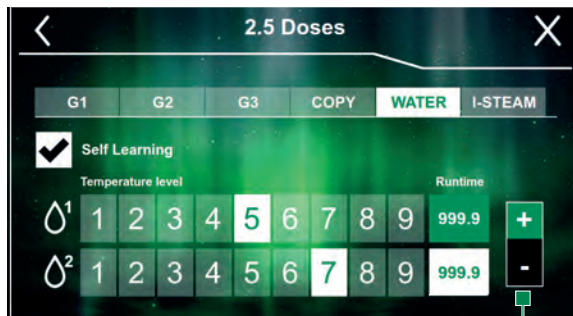 2.5 Doses
G1 G2 G3 COPY WATER I-STEAM
Self Learning
Temperature level Runtime
1 1 2 3 4 5 6 7 8 9 999.9 +
2 1 2 3 4 5 6 7 8 9 999.9 -